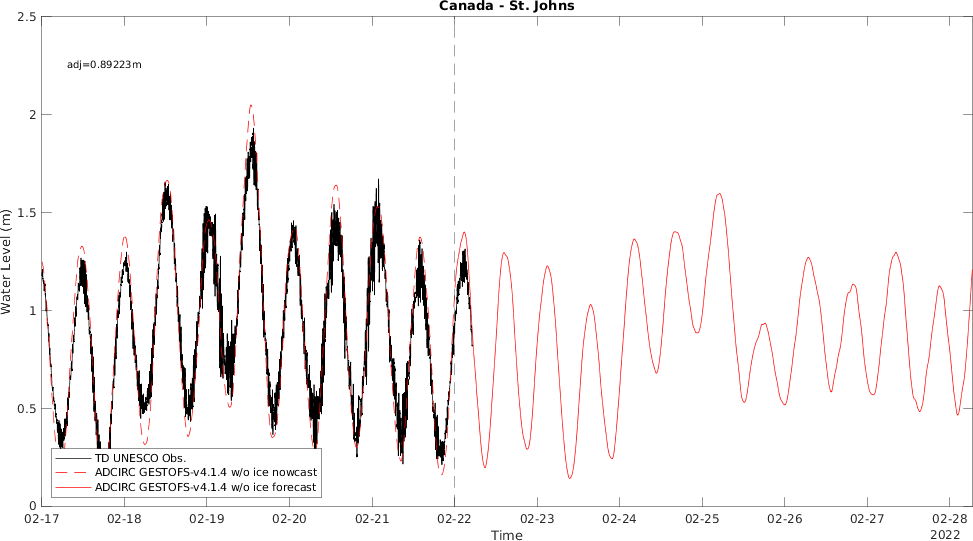 Canada - St. Johns
adj=0.89223m
Water Level (m)
2.5
2
1.5
1
0.5
0
TD UNESCO Obs.
ADCIRC GESTOFS-v4.1.4 w/o ice nowcast
ADCIRC GESTOFS-v4.1.4 w/o ice forecast
02-17 02-18 02-19 02-20 02-21 02-22 02-23 02-24 02-25 02-26 02-27 02-28
Time
2022